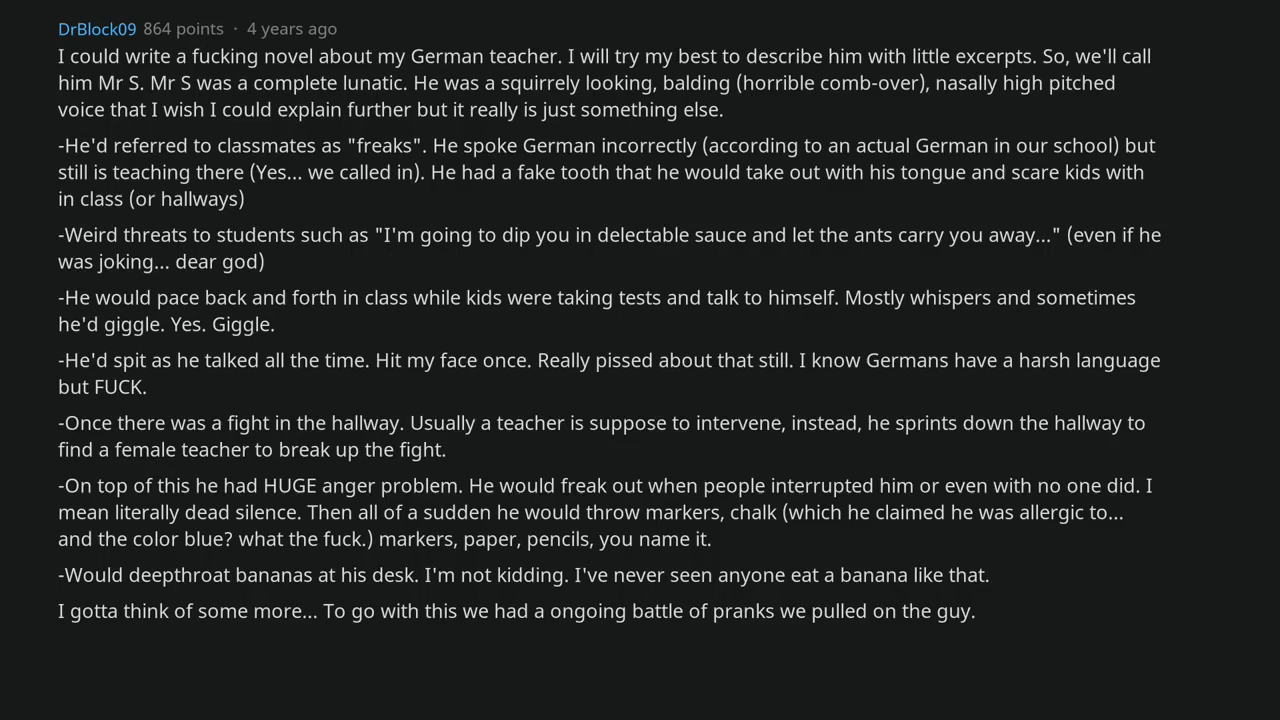 DrBlock09 864 points · 4 years ago
I could write a fucking novel about my German teacher. I will try my best to describe him with little excerpts. So, we'll call
him Mr S. Mr S was a complete lunatic. He was a squirrely looking, balding (horrible comb-over), nasally high pitched
voice that I wish I could explain further but it really is just something else.
-He'd referred to classmates as "freaks". He spoke German incorrectly (according to an actual German in our school) but
still is teaching there (Yes... we called in). He had a fake tooth that he would take out with his tongue and scare kids with
in class (or hallways)
-Weird threats to students such as "I'm going to dip you in delectable sauce and let the ants carry you away..." (even if he
was joking... dear god)
-He would pace back and forth in class while kids were taking tests and talk to himself. Mostly whispers and sometimes
he'd giggle. Yes. Giggle.
-He'd spit as he talked all the time. Hit my face once. Really pissed about that still. I know Germans have a harsh language
but FUCK.
-Once there was a fight in the hallway. Usually a teacher is suppose to intervene, instead, he sprints down the hallway to
find a female teacher to break up the fight.
-On top of this he had HUGE anger problem. He would freak out when people interrupted him or even with no one did. I
mean literally dead silence. Then all of a sudden he would throw markers, chalk (which he claimed he was allergic to...
and the color blue? what the fuck.) markers, paper, pencils, you name it.
-Would deepthroat bananas at his desk. I'm not kidding. I've never seen anyone eat a banana like that.
I gotta think of some more... To go with this we had a ongoing battle of pranks we pulled on the guy.